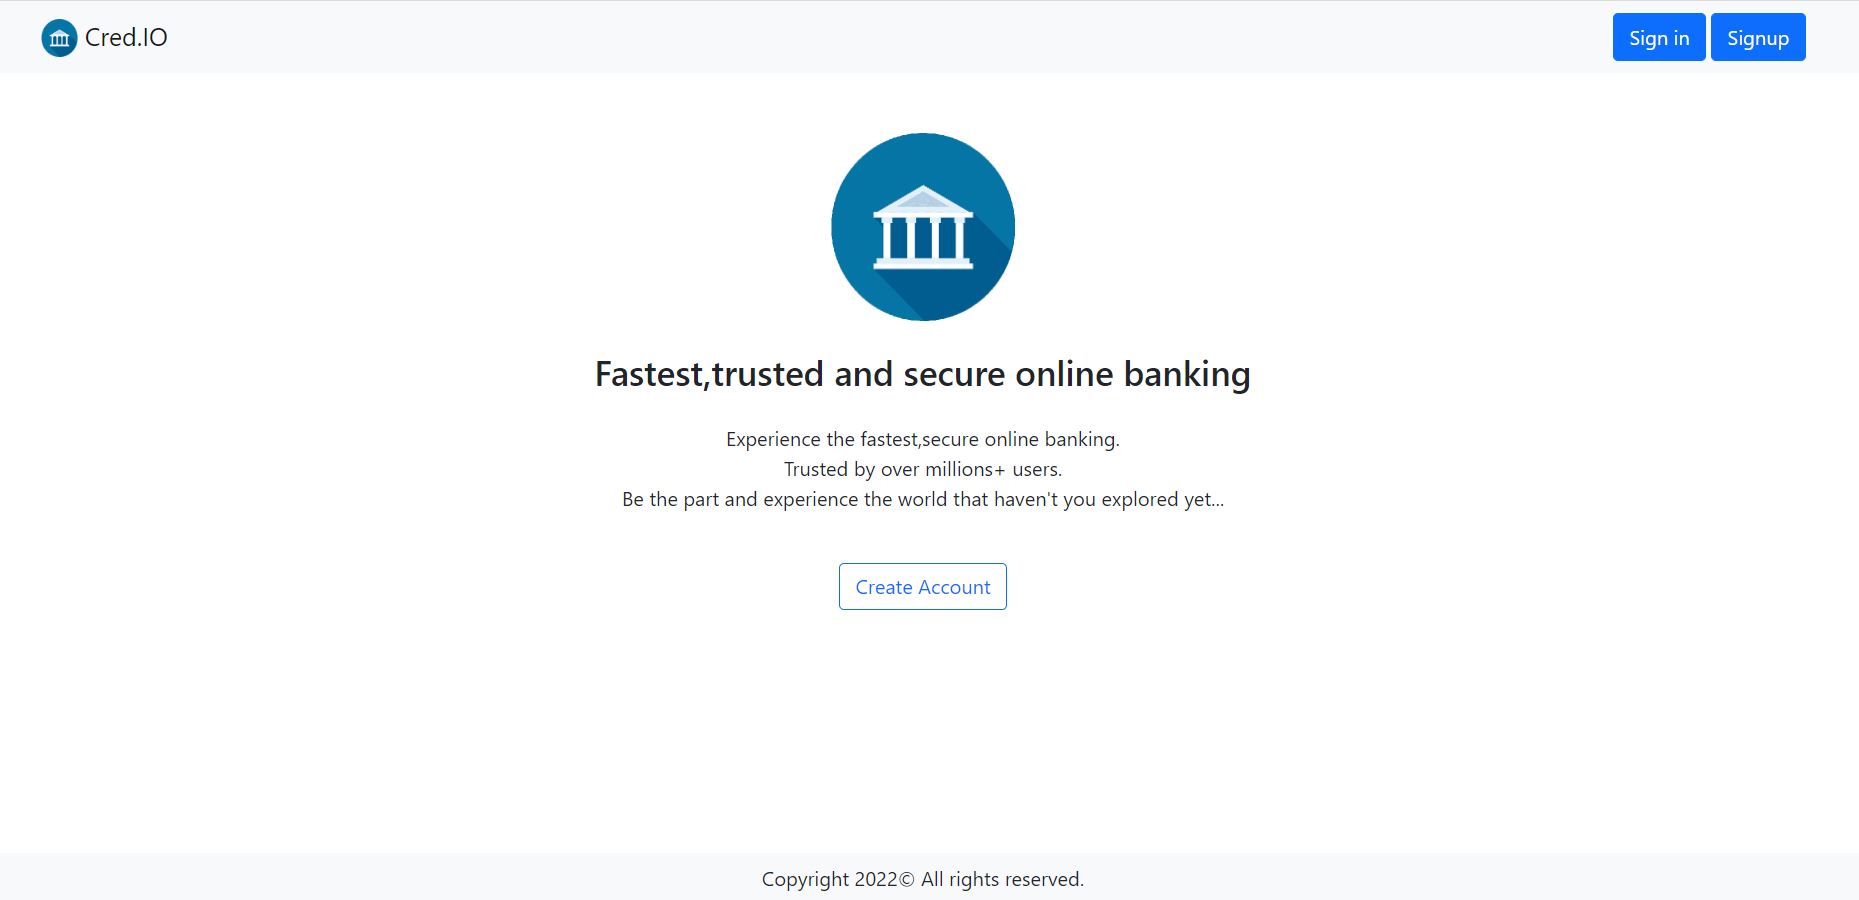 Cred.IO
Sign in
Signup
Fastest,trusted and secure online banking
Experience the fastest,secure online banking.
Trusted by over millions+ users.
Be the part and experience the world that haven't you explored yet...
Create Account
Copyright 2022© All rights reserved.